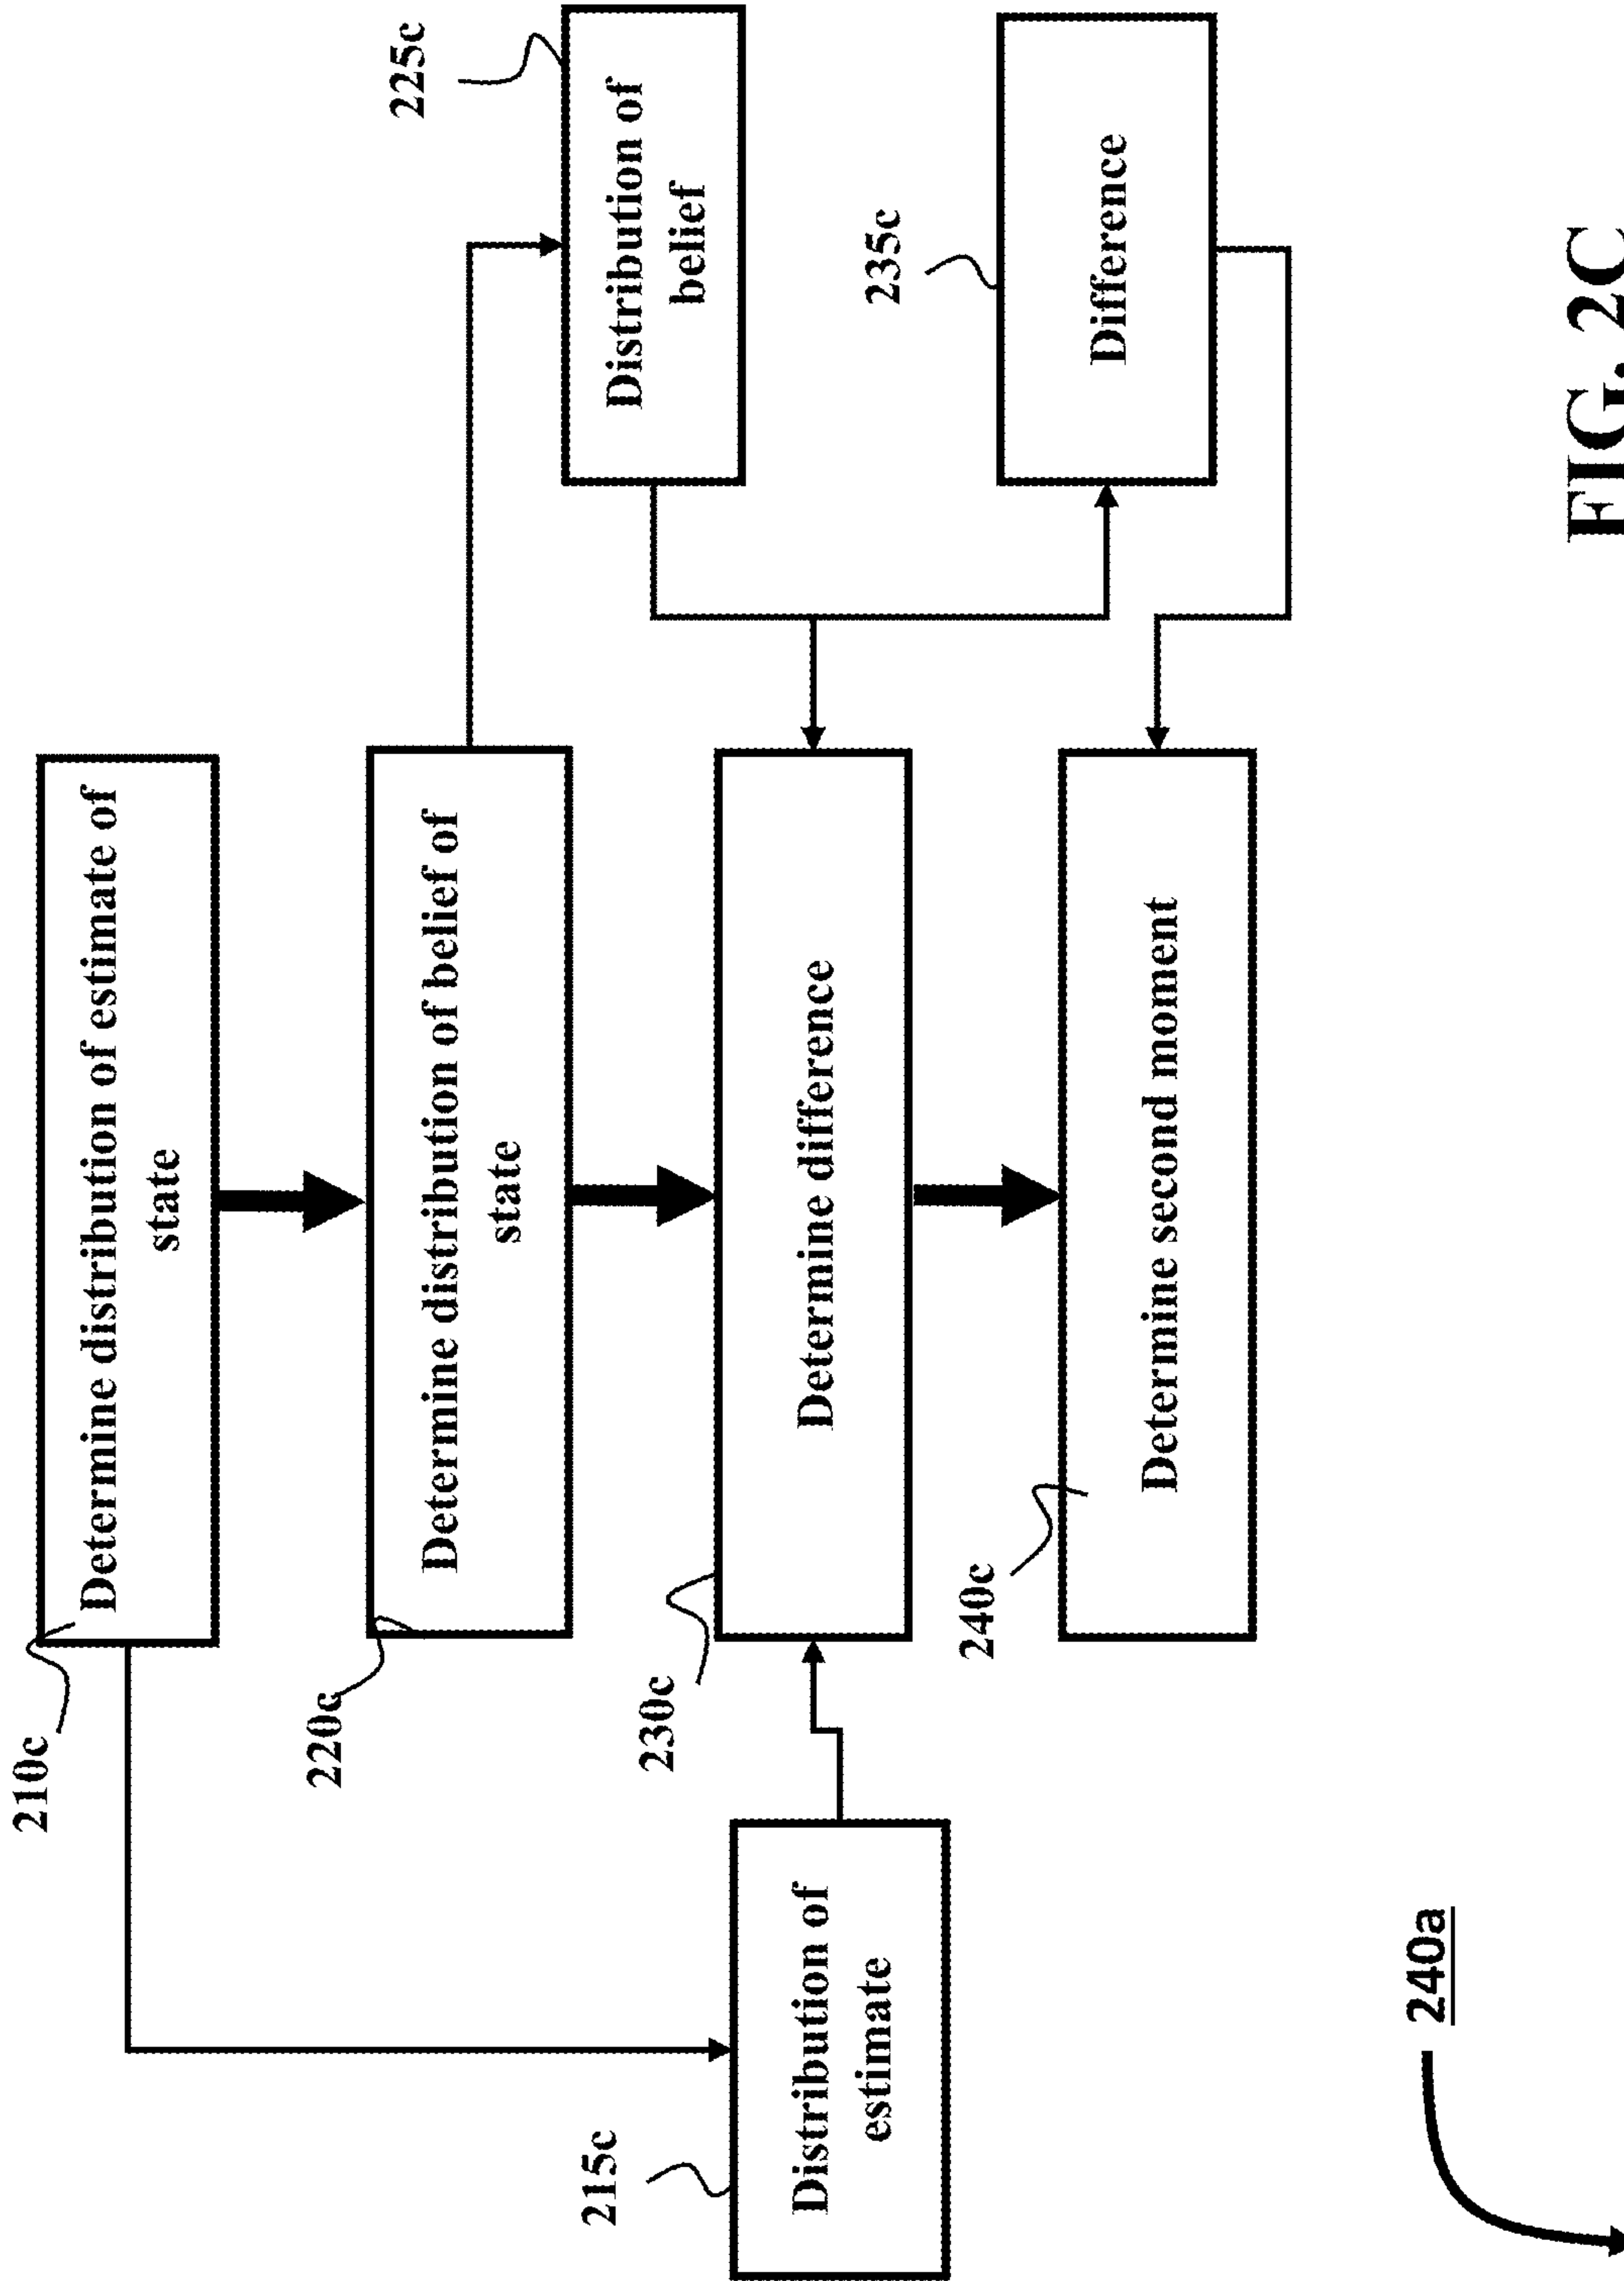 210c
Determine distribution of estimate of
state
220c
Determine distribution of belief of
state
225c
Distribution of
belief
215c
Distribution of
estimate
230c
Determine difference
235c
Difference
240c
Determine second moment
240a
FIG. 2C